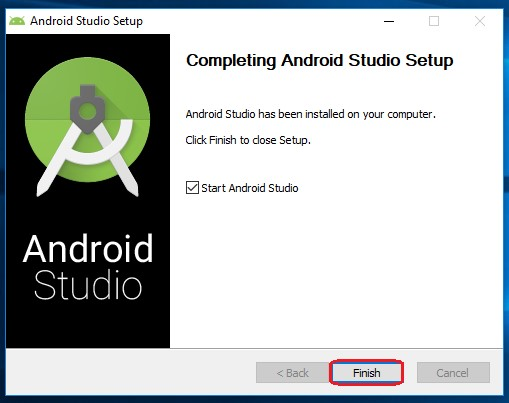 Android Studio Setup
Completing Android Studio Setup
Android Studio has been installed on your computer.
Click Finish to close Setup.
Start Android Studio
Android
Studio
< Back
Finish
Cancel